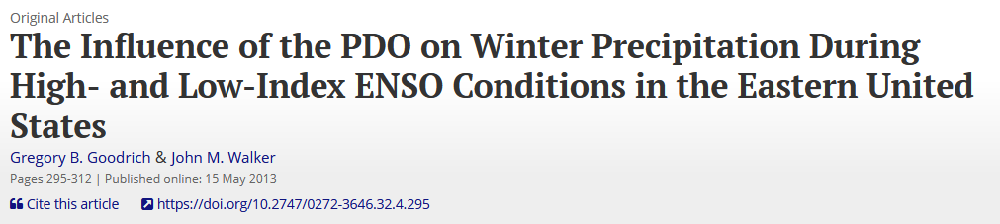 Original Articles
The Influence of the PDO on Winter Precipitation During
High- and Low-Index ENSO Conditions in the Eastern United
States
Gregory B. Goodrich & John M. Walker
Pages 295-312 | Published online: 15 May 2013
Cite this article https://doi.org/10.2747/0272-3646.32.4.295